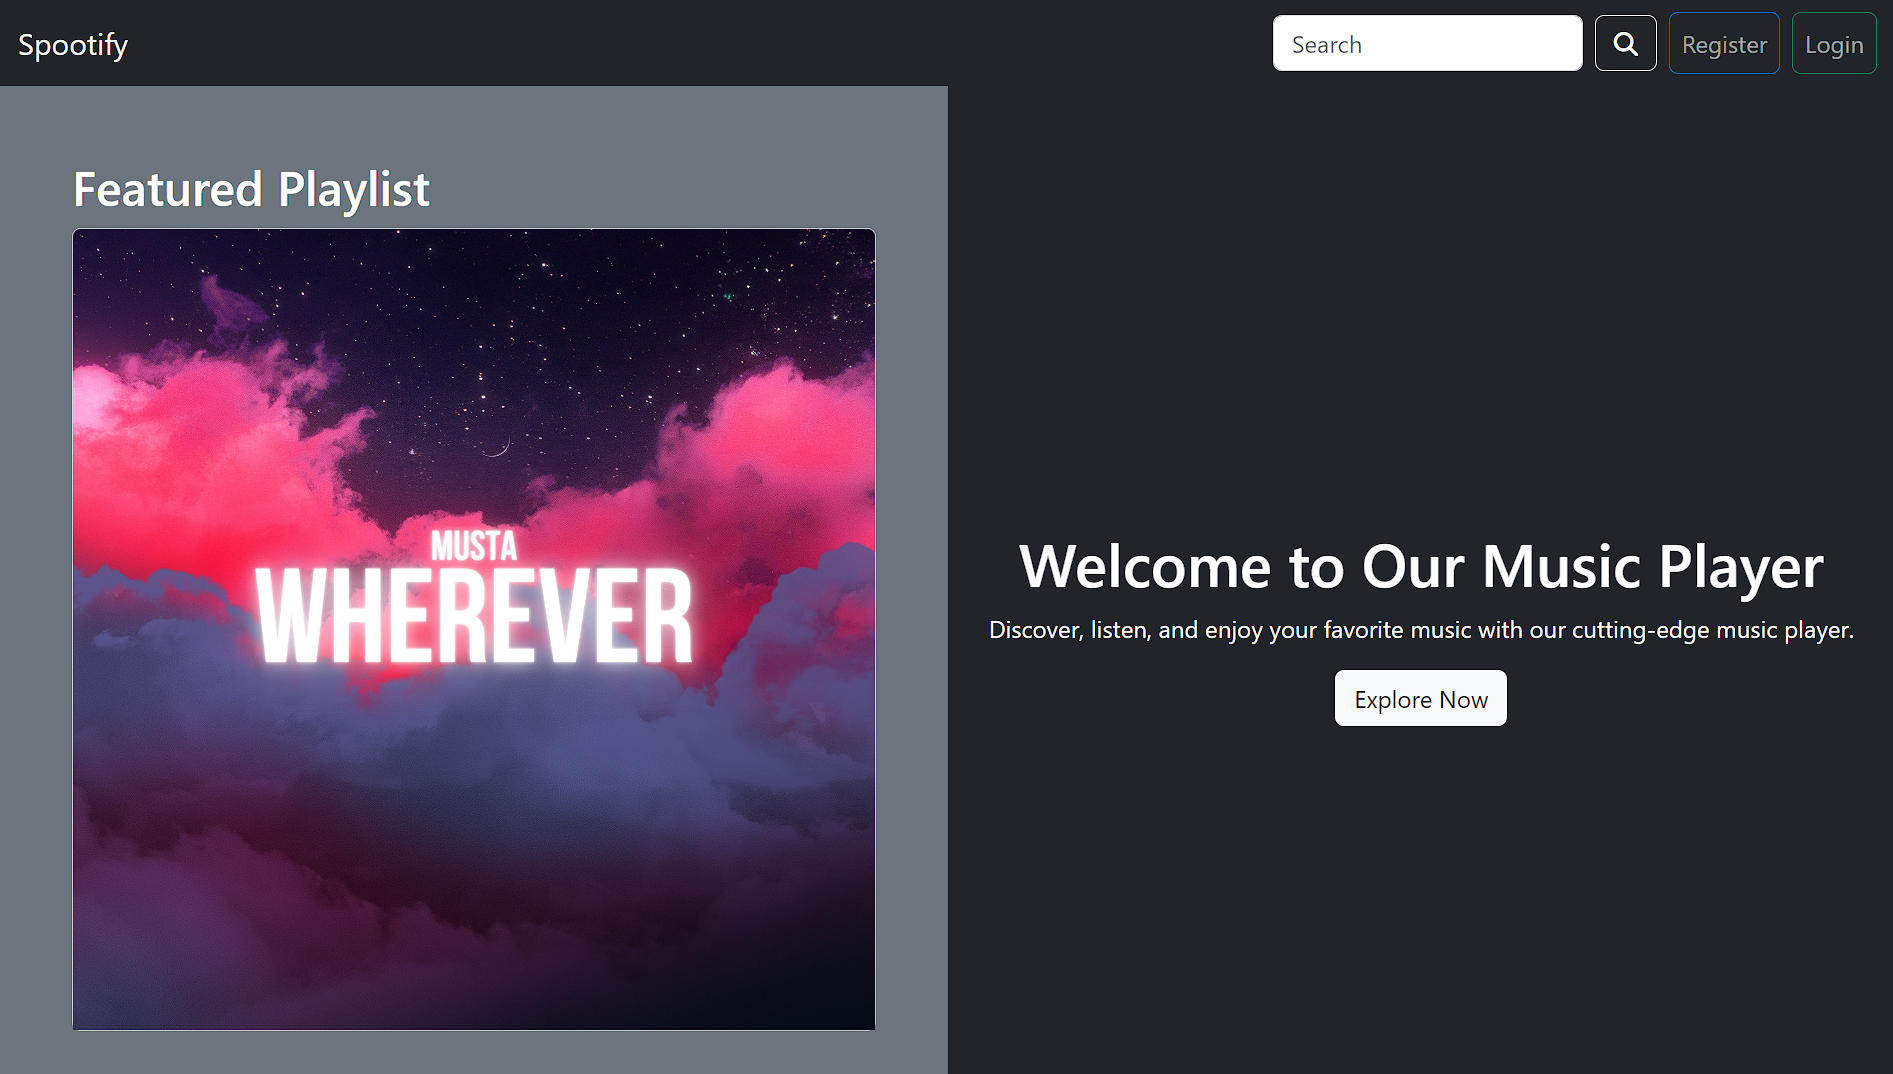 Spootify
Search
Register
Login
Featured Playlist
MUSTA
WHEREVER
Welcome to Our Music Player
Discover, listen, and enjoy your favorite music with our cutting-edge music player.
Explore Now